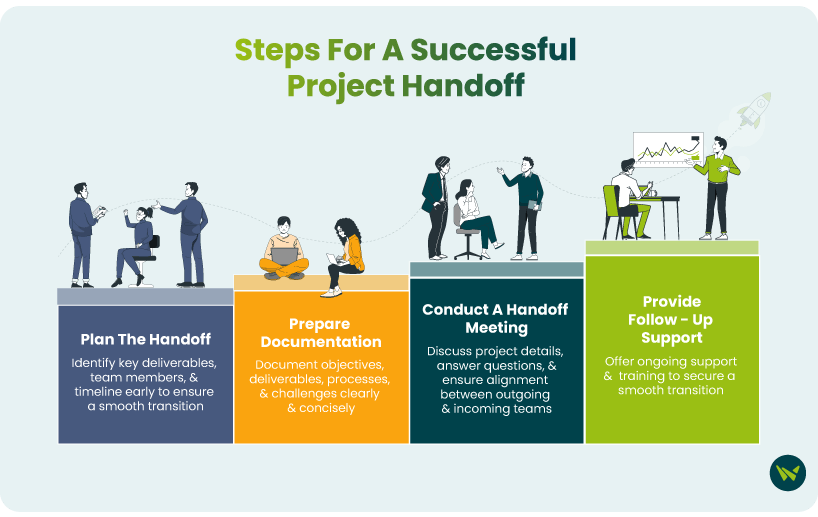 Steps For A Successful
Project Handoff
Plan The Handoff
Identify key deliverables,
team members, &
timeline early to ensure
a smooth transition
Prepare
Documentation
Document objectives,
deliverables, processes,
& challenges clearly
& concisely
Conduct A Handoff
Meeting
Discuss project details,
answer questions, &
ensure alignment
between outgoing
& incoming teams
Provide
Follow - Up
Support
Offer ongoing support
& training to secure a
smooth transition